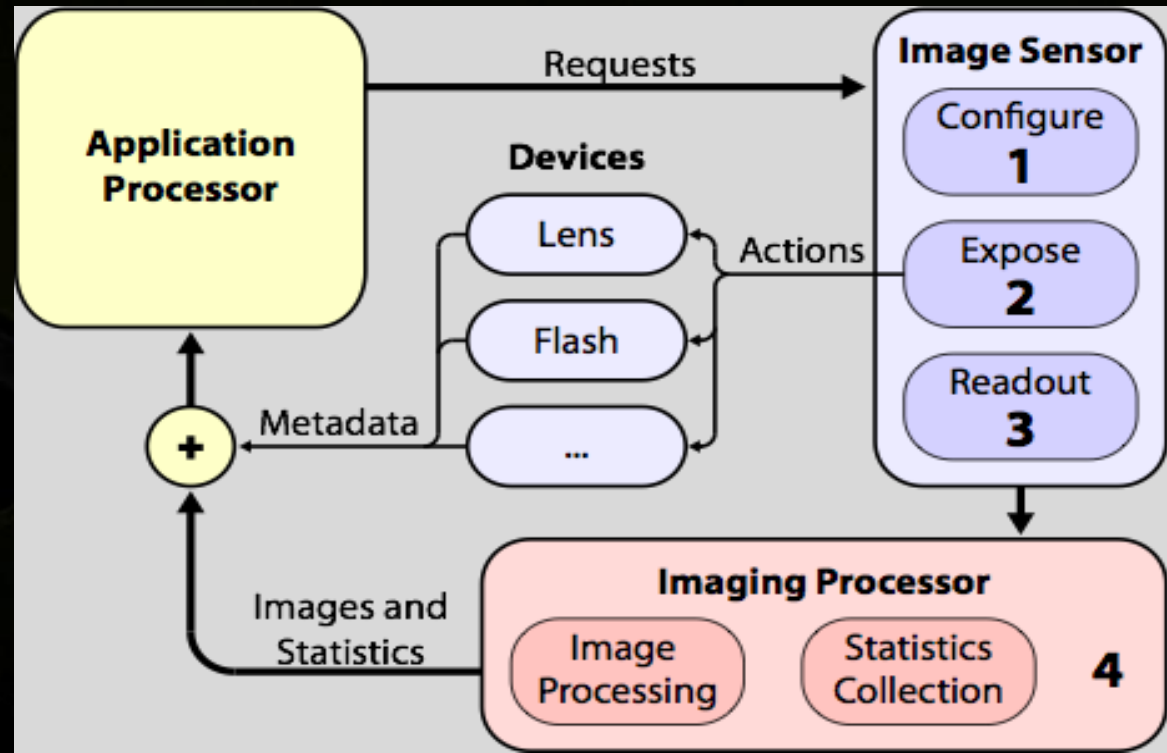 Application
Processor
Requests
Image Sensor
Configure
1
Expose
2
Readout
3
Devices
Lens
Flash
...
Actions
Metadata
+
Images and
Statistics
Imaging Processor
Image
Processing
Statistics
Collection
4